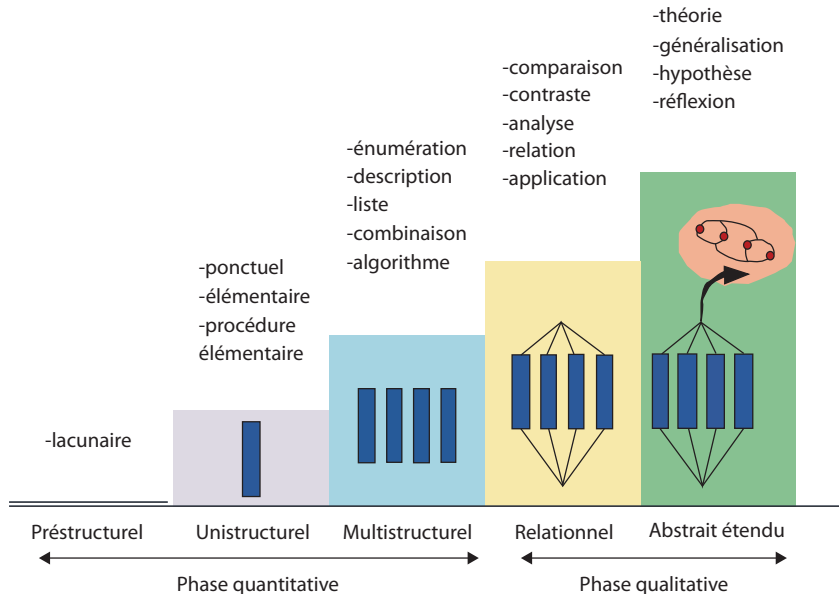 -lacunaire
-ponctuel
-élémentaire
-procédure
élémentaire
-énumération
-description
-liste
-combinaison
-algorithme
-comparaison
-contraste
-analyse
-relation
-application
-théorie
-généralisation
-hypothèse
-réflexion
Préstructurel
Unistructurel
Multistructurel
Relationnel
Abstrait étendu
Phase quantitative
Phase qualitative